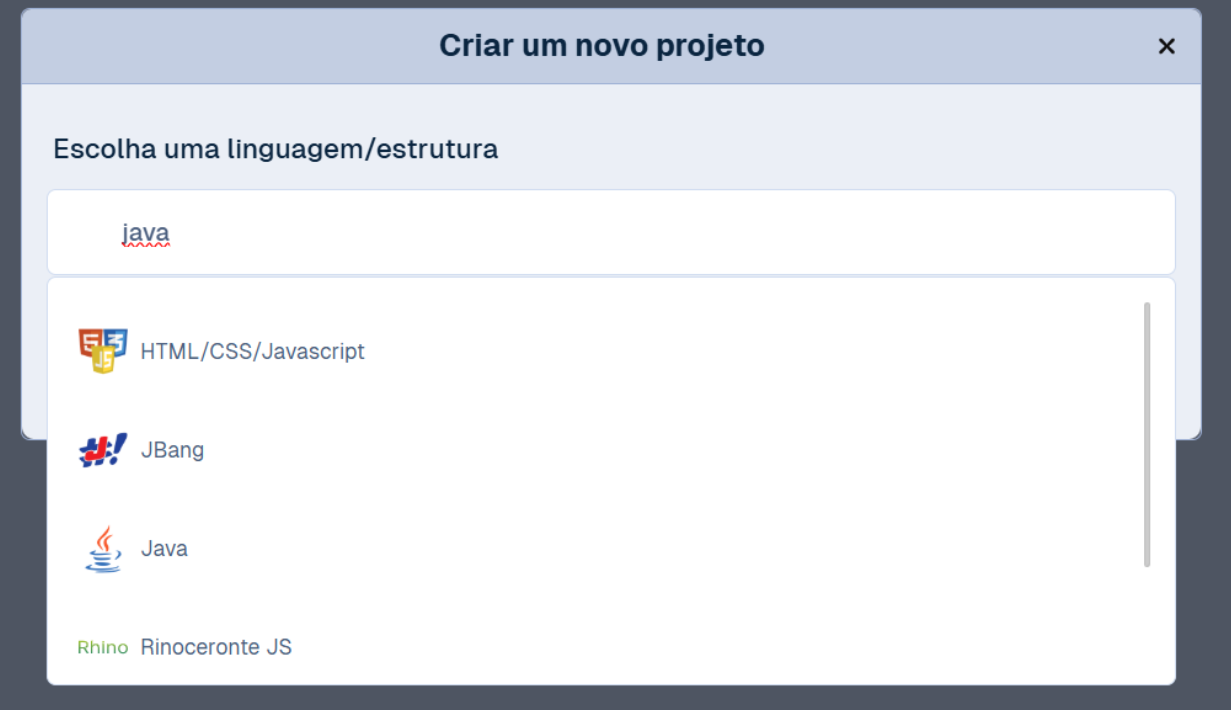 Criar um novo projeto
Escolha uma linguagem/estrutura
java
HTML/CSS/Javascript
JBang
Java
Rhino Rinoceronte JS